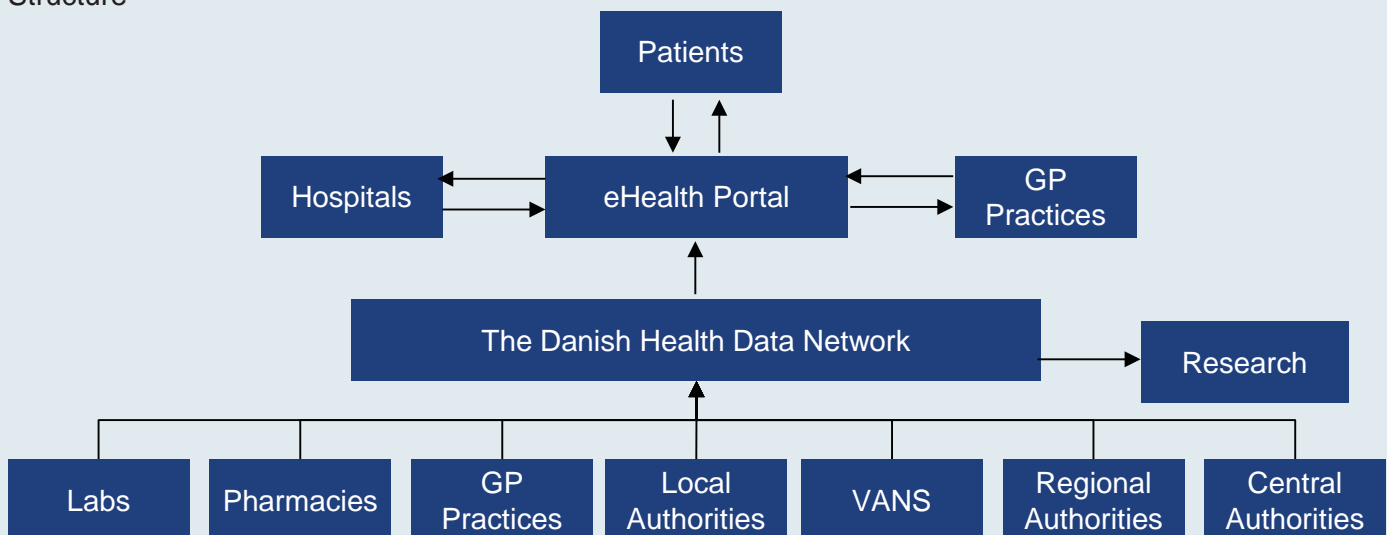 Structure
Patients
Hospitals
eHealth Portal
GP
Practices
The Danish Health Data Network
Research
Labs
Pharmacies
GP
Practices
Local
Authorities
VANS
Regional
Authorities
Central
Authorities